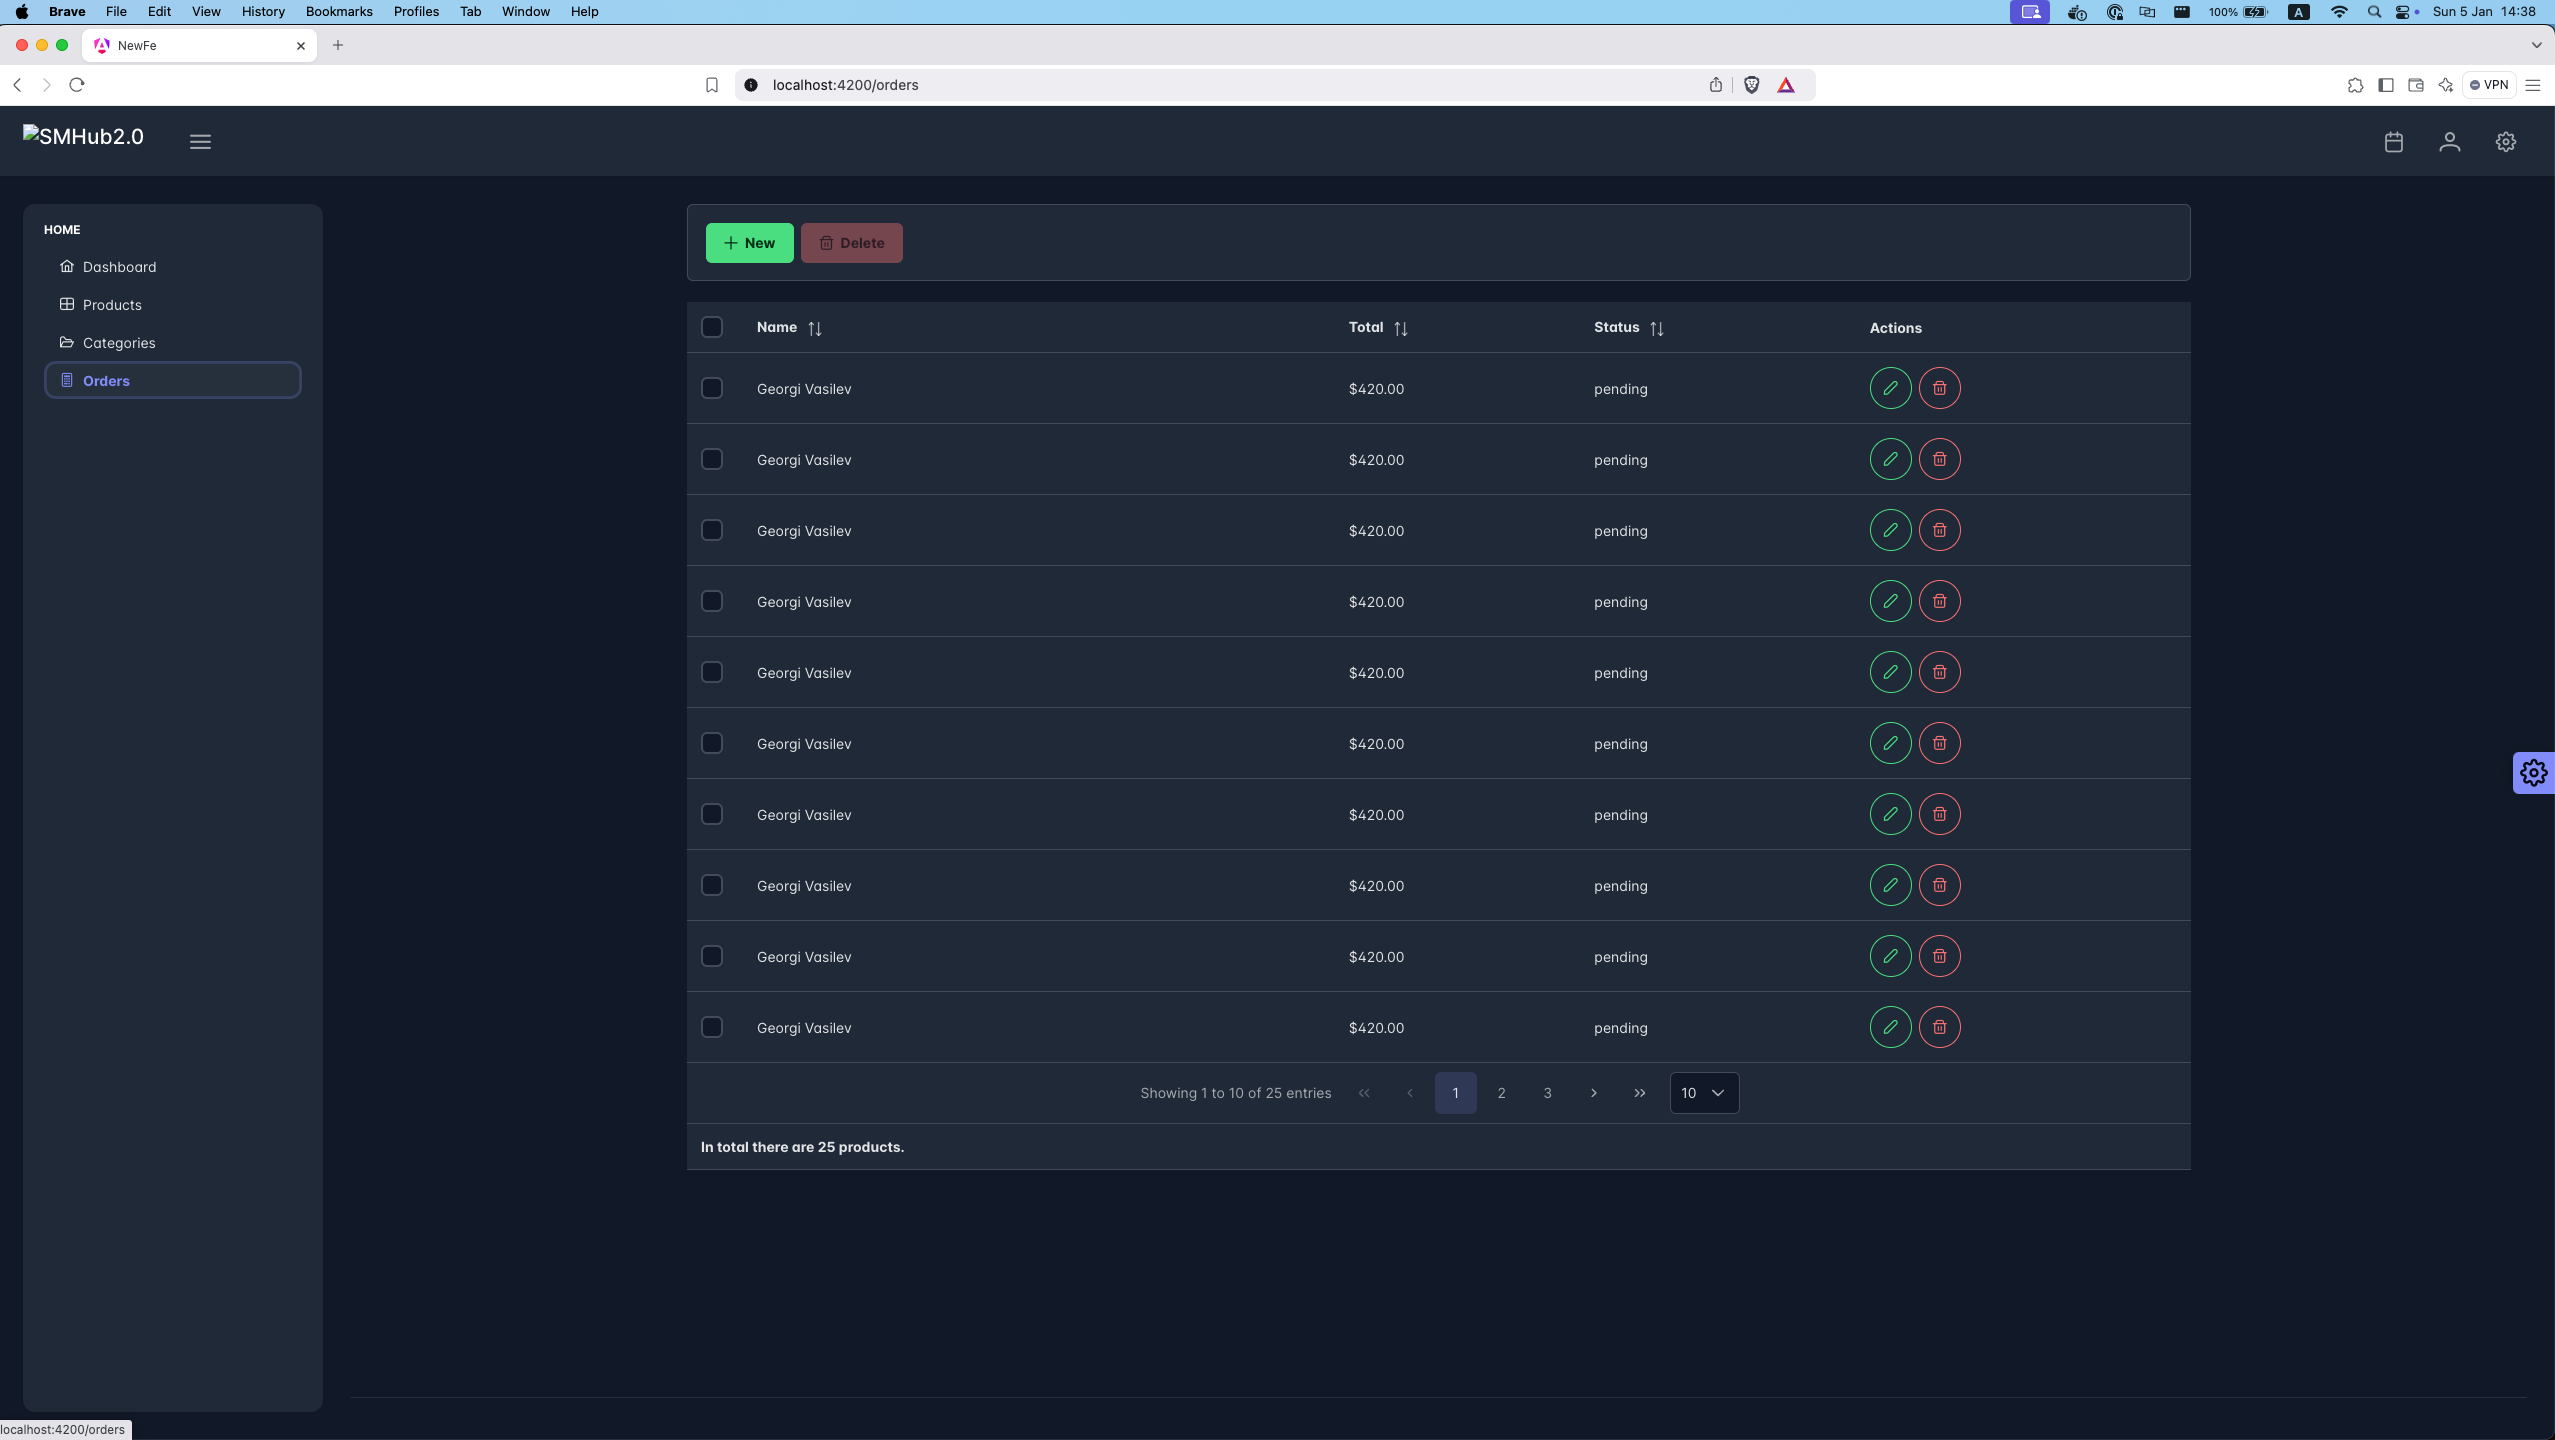 Brave File Edit View History Bookmarks Profiles Tab Window Help 100% A Sun 5 Jan 14:38
NewFe
localhost:4200/orders VPN
SMHub2.0
HOME
Dashboard
Products
Categories
Orders
New Delete
Name Total Status Actions
Georgi Vasilev $420.00 pending
Georgi Vasilev $420.00 pending
Georgi Vasilev $420.00 pending
Georgi Vasilev $420.00 pending
Georgi Vasilev $420.00 pending
Georgi Vasilev $420.00 pending
Georgi Vasilev $420.00 pending
Georgi Vasilev $420.00 pending
Georgi Vasilev $420.00 pending
Georgi Vasilev $420.00 pending
Showing 1 to 10 of 25 entries 1 2 3 10
In total there are 25 products.
localhost:4200/orders